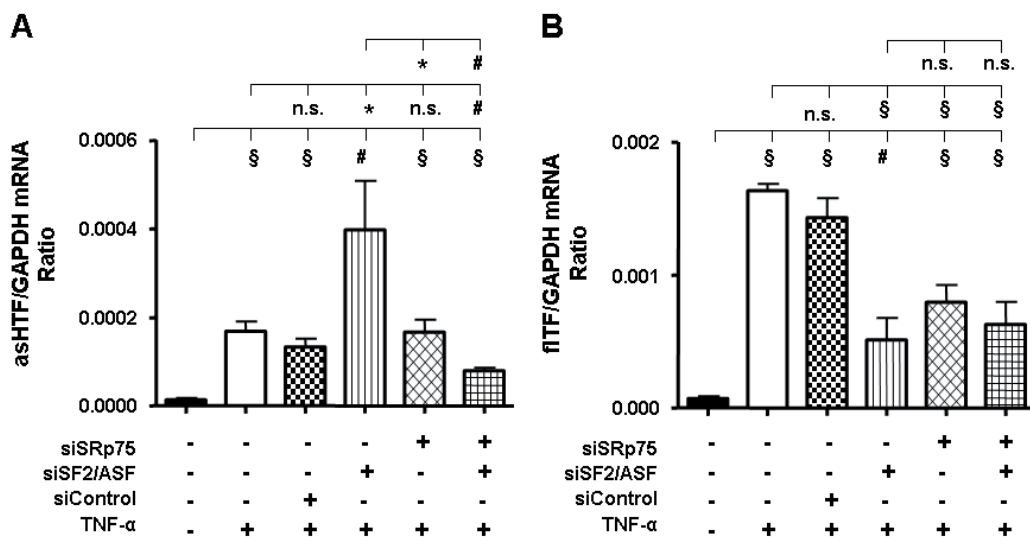 A
* #
n.s. * n.s. #
§ § # § §
0.0006
0.0004
0.0002
0.0000
asHTF/GAPDH mRNA
Ratio
siSRp75 - - - - + +
siSF2/ASF - - - + - +
siControl - - + - - -
TNF-α - + + + + +
B
n.s. n.s.
n.s. § § §
§ § # § §
0.002
0.001
0.000
flTF/GAPDH mRNA
Ratio
siSRp75 - - - - + +
siSF2/ASF - - - + - +
siControl - - + - - -
TNF-α - + + + + +